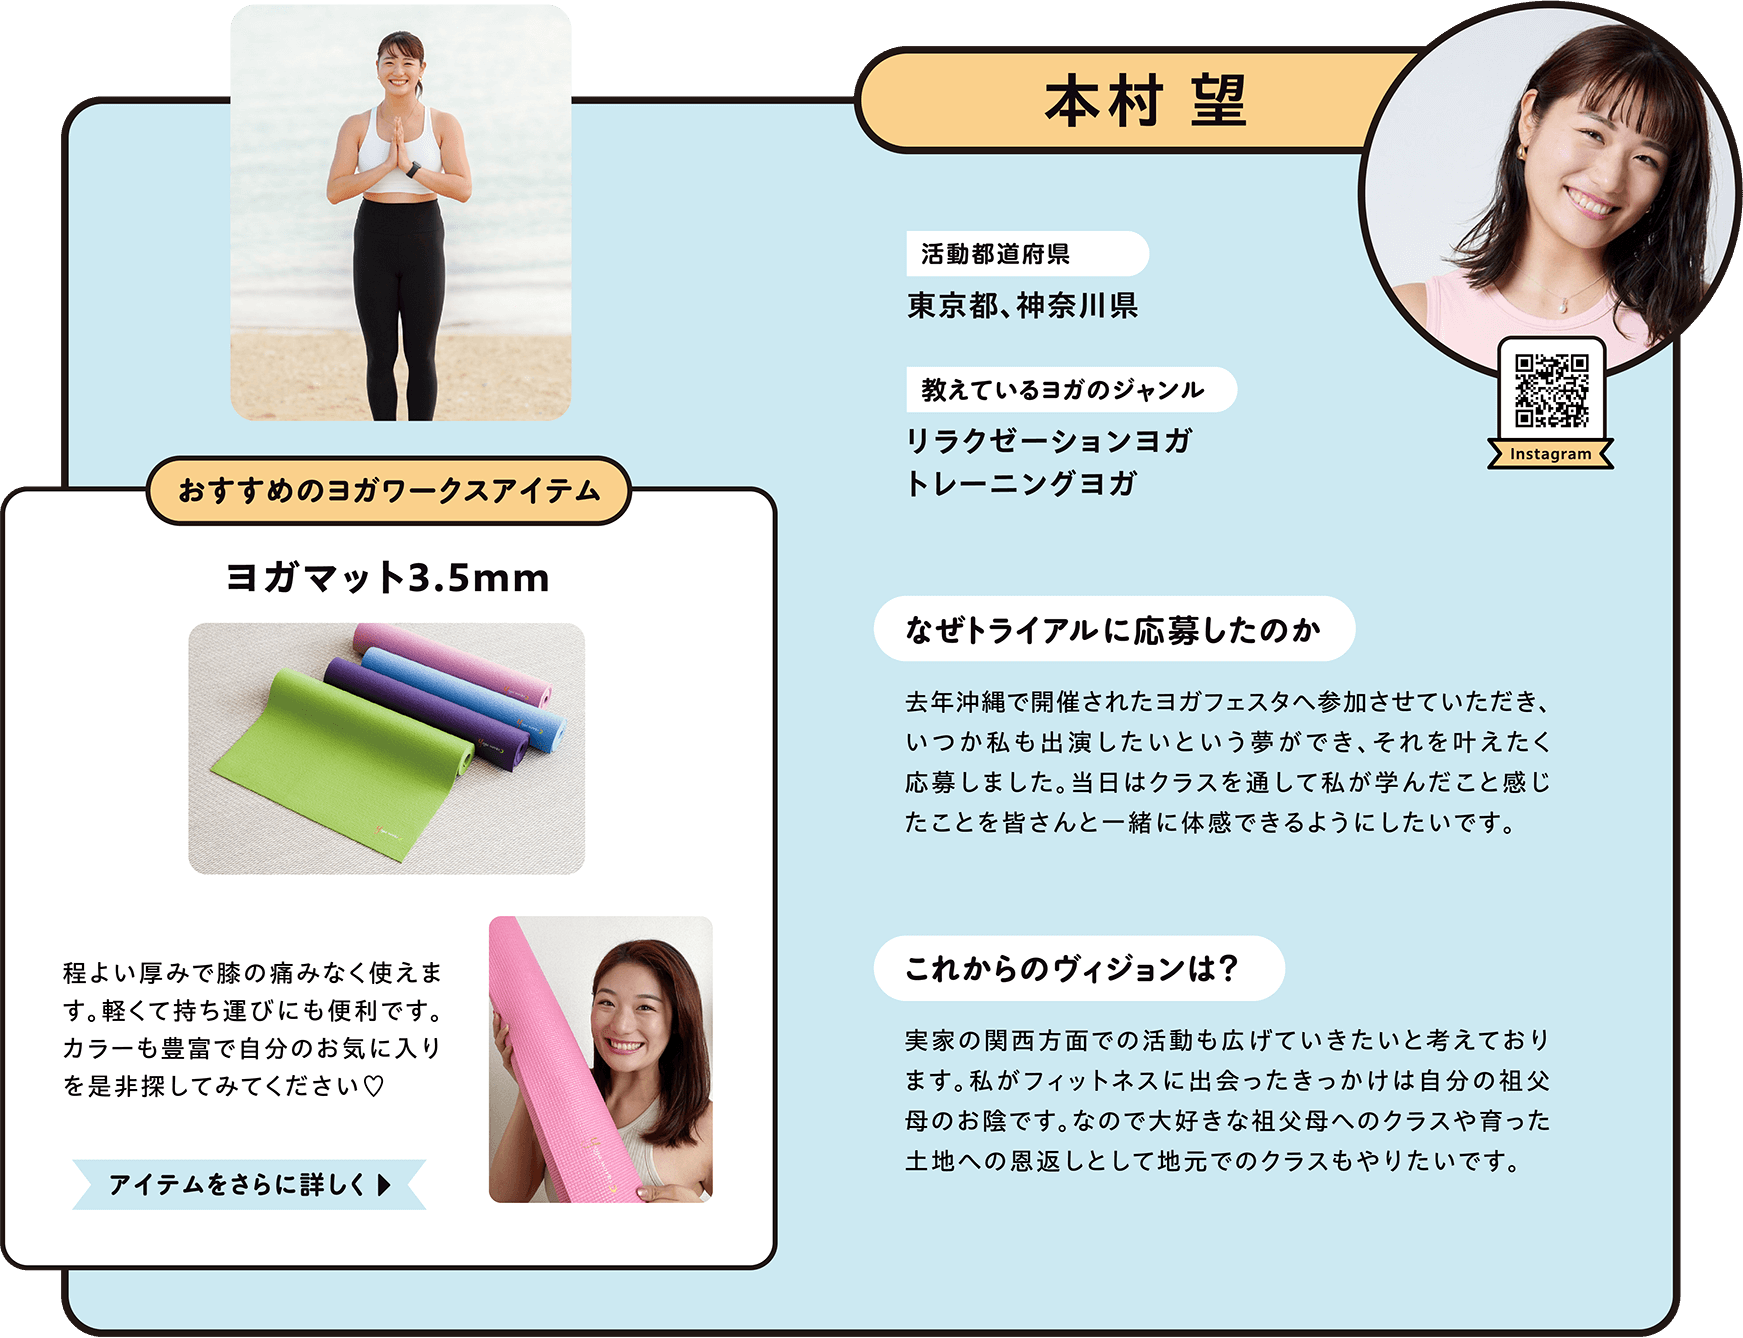 本村 望
活動都道府県
東京都、神奈川県
教えているヨガのジャンル
リラクゼーションヨガ
トレーニングヨガ
Instagram
なぜトライアルに応募したのか
去年沖縄で開催されたヨガフェスタへ参加させていただき、
いつか私も出演したいという夢ができ、それを叶えたく
応募しました。当日はクラスを通して私が学んだこと感じ
たことを皆さんと一緒に体感できるようにしたいです。
これからのヴィジョンは？
実家の関西方面での活動も広げていきたいと考えており
ます。私がフィットネスに出会ったきっかけは自分の祖父
母のお陰です。なので大好きな祖父母へのクラスや育った
土地への恩返しとして地元でのクラスもやりたいです。
おすすめのヨガワークスアイテム
ヨガマット3.5mm
程よい厚みで膝の痛みなく使えま
す。軽くて持ち運びにも便利です。
カラーも豊富で自分のお気に入り
を是非探してみてください♡
アイテムをさらに詳しく